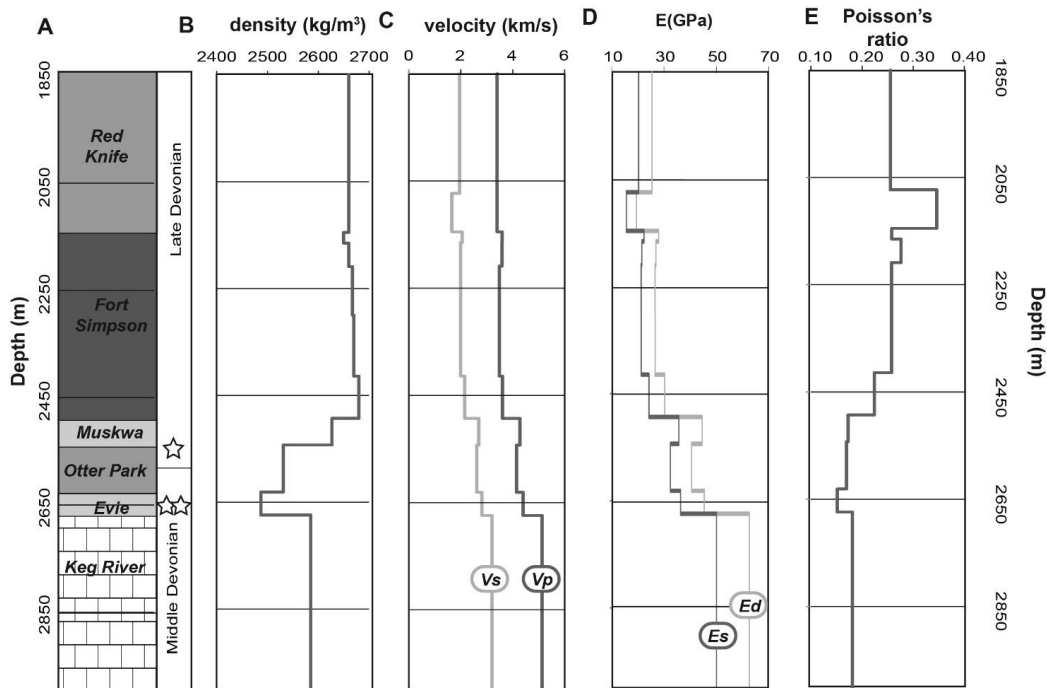 A
B
density (kg/m³)
2400 2500 2600 2700
C
velocity (km/s)
0 2 4 6
D
E(GPa)
10 30 50 70
E
Poisson's
ratio
0.10 0.20 0.30 0.40
Depth (m)
1850
2050
2250
2450
2650
2850
Red
Knife
Fort
Simpson
Muskwa
Otter Park
Evie
Keg River
Late Devonian
Middle Devonian
Vs
Vp
Es
Ed
1850
2050
2250
2450
2650
2850
Depth (m)